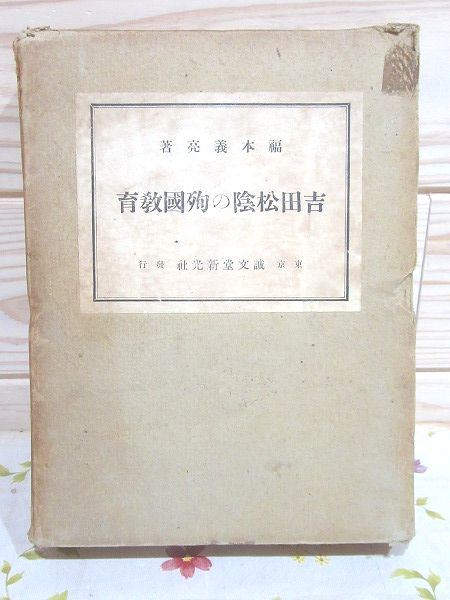 福本義亮著
吉田松陰の殉國教育
東京 誠文堂新光社 發行